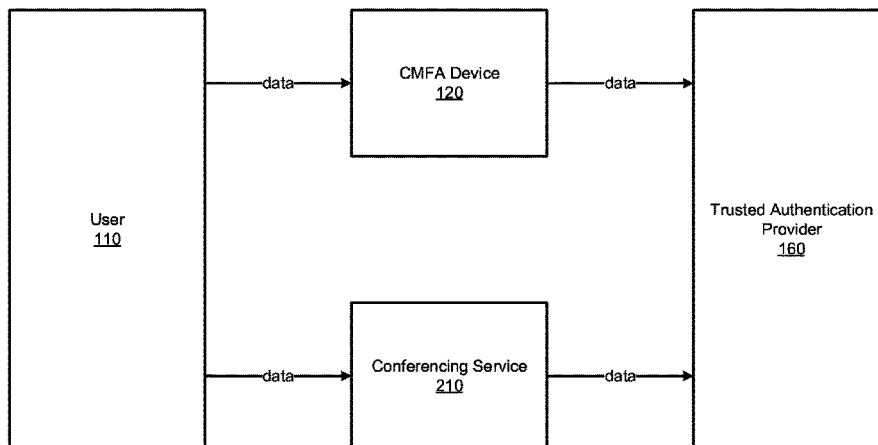 data
CMFA Device
120
data
User
110
Trusted Authentication
Provider
160
data
Conferencing Service
210
data